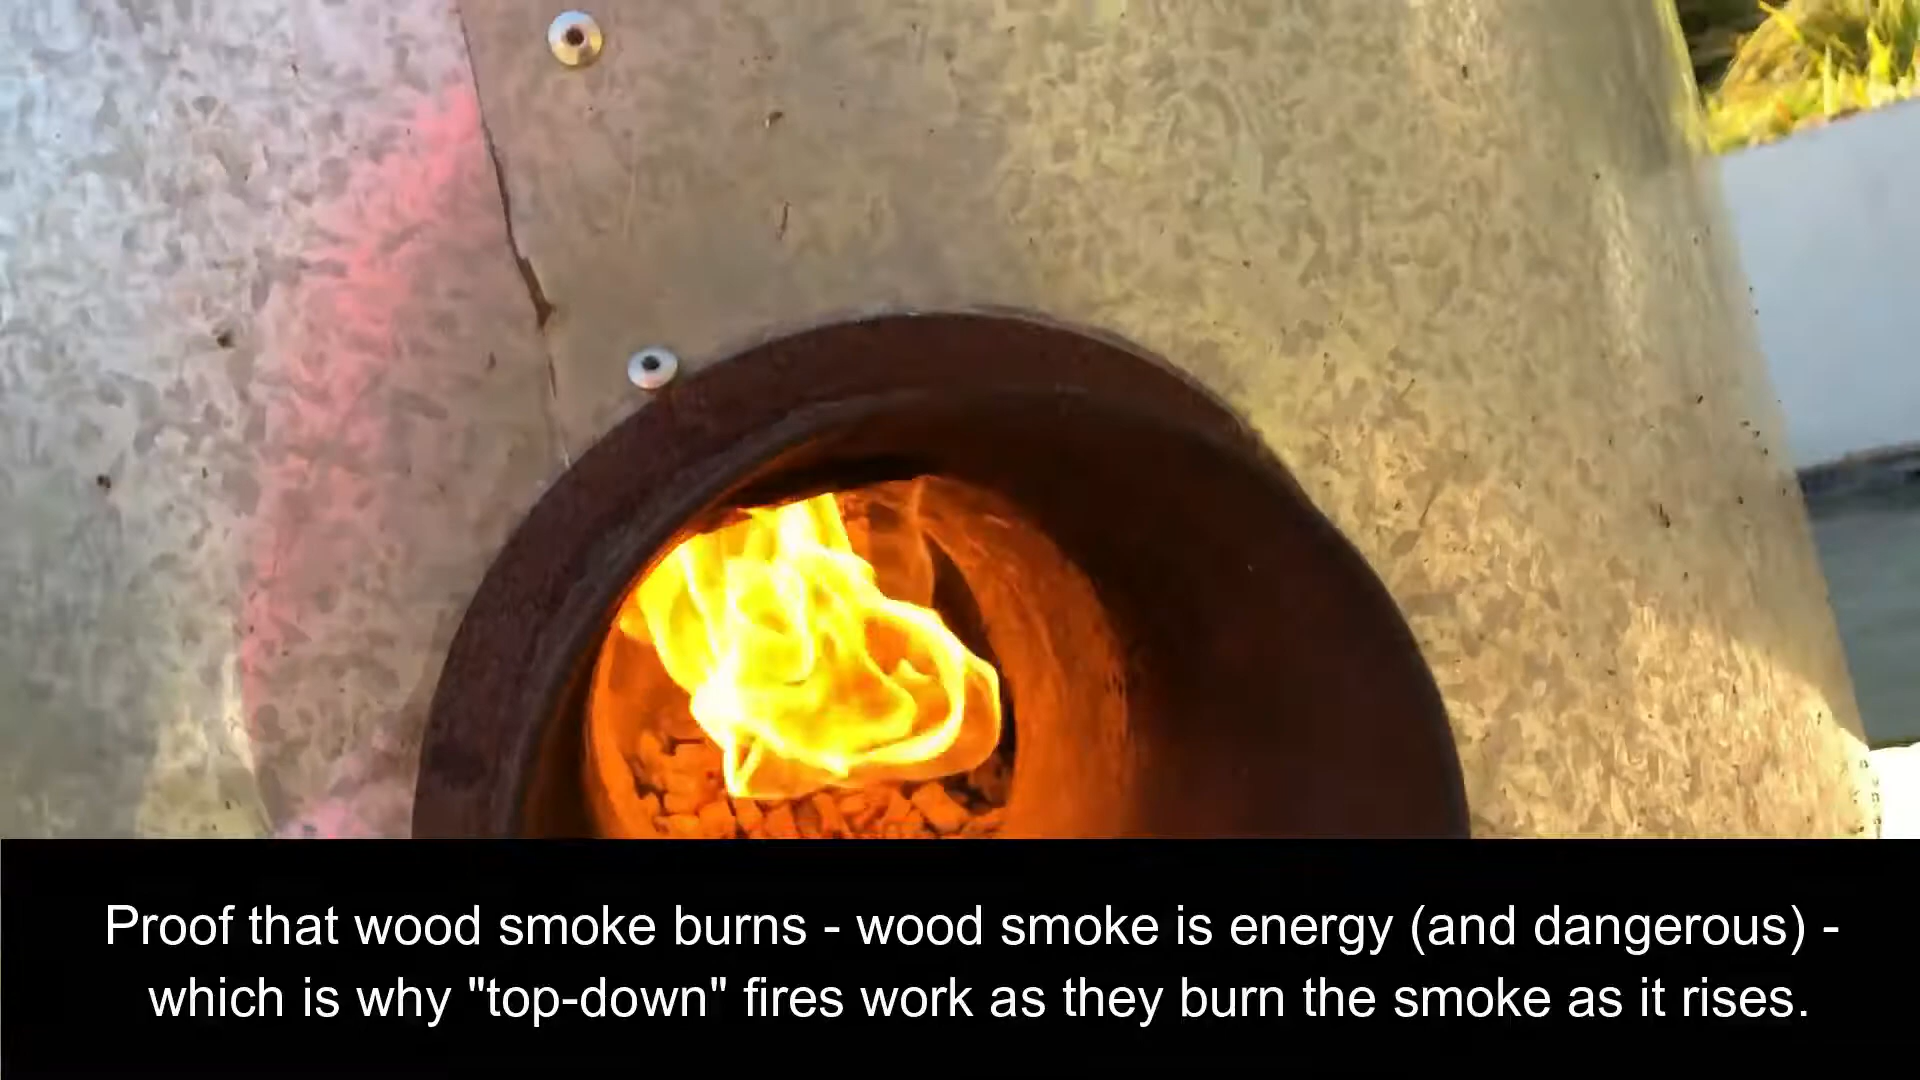 Proof that wood smoke burns - wood smoke is energy (and dangerous) -
which is why "top-down" fires work as they burn the smoke as it rises.